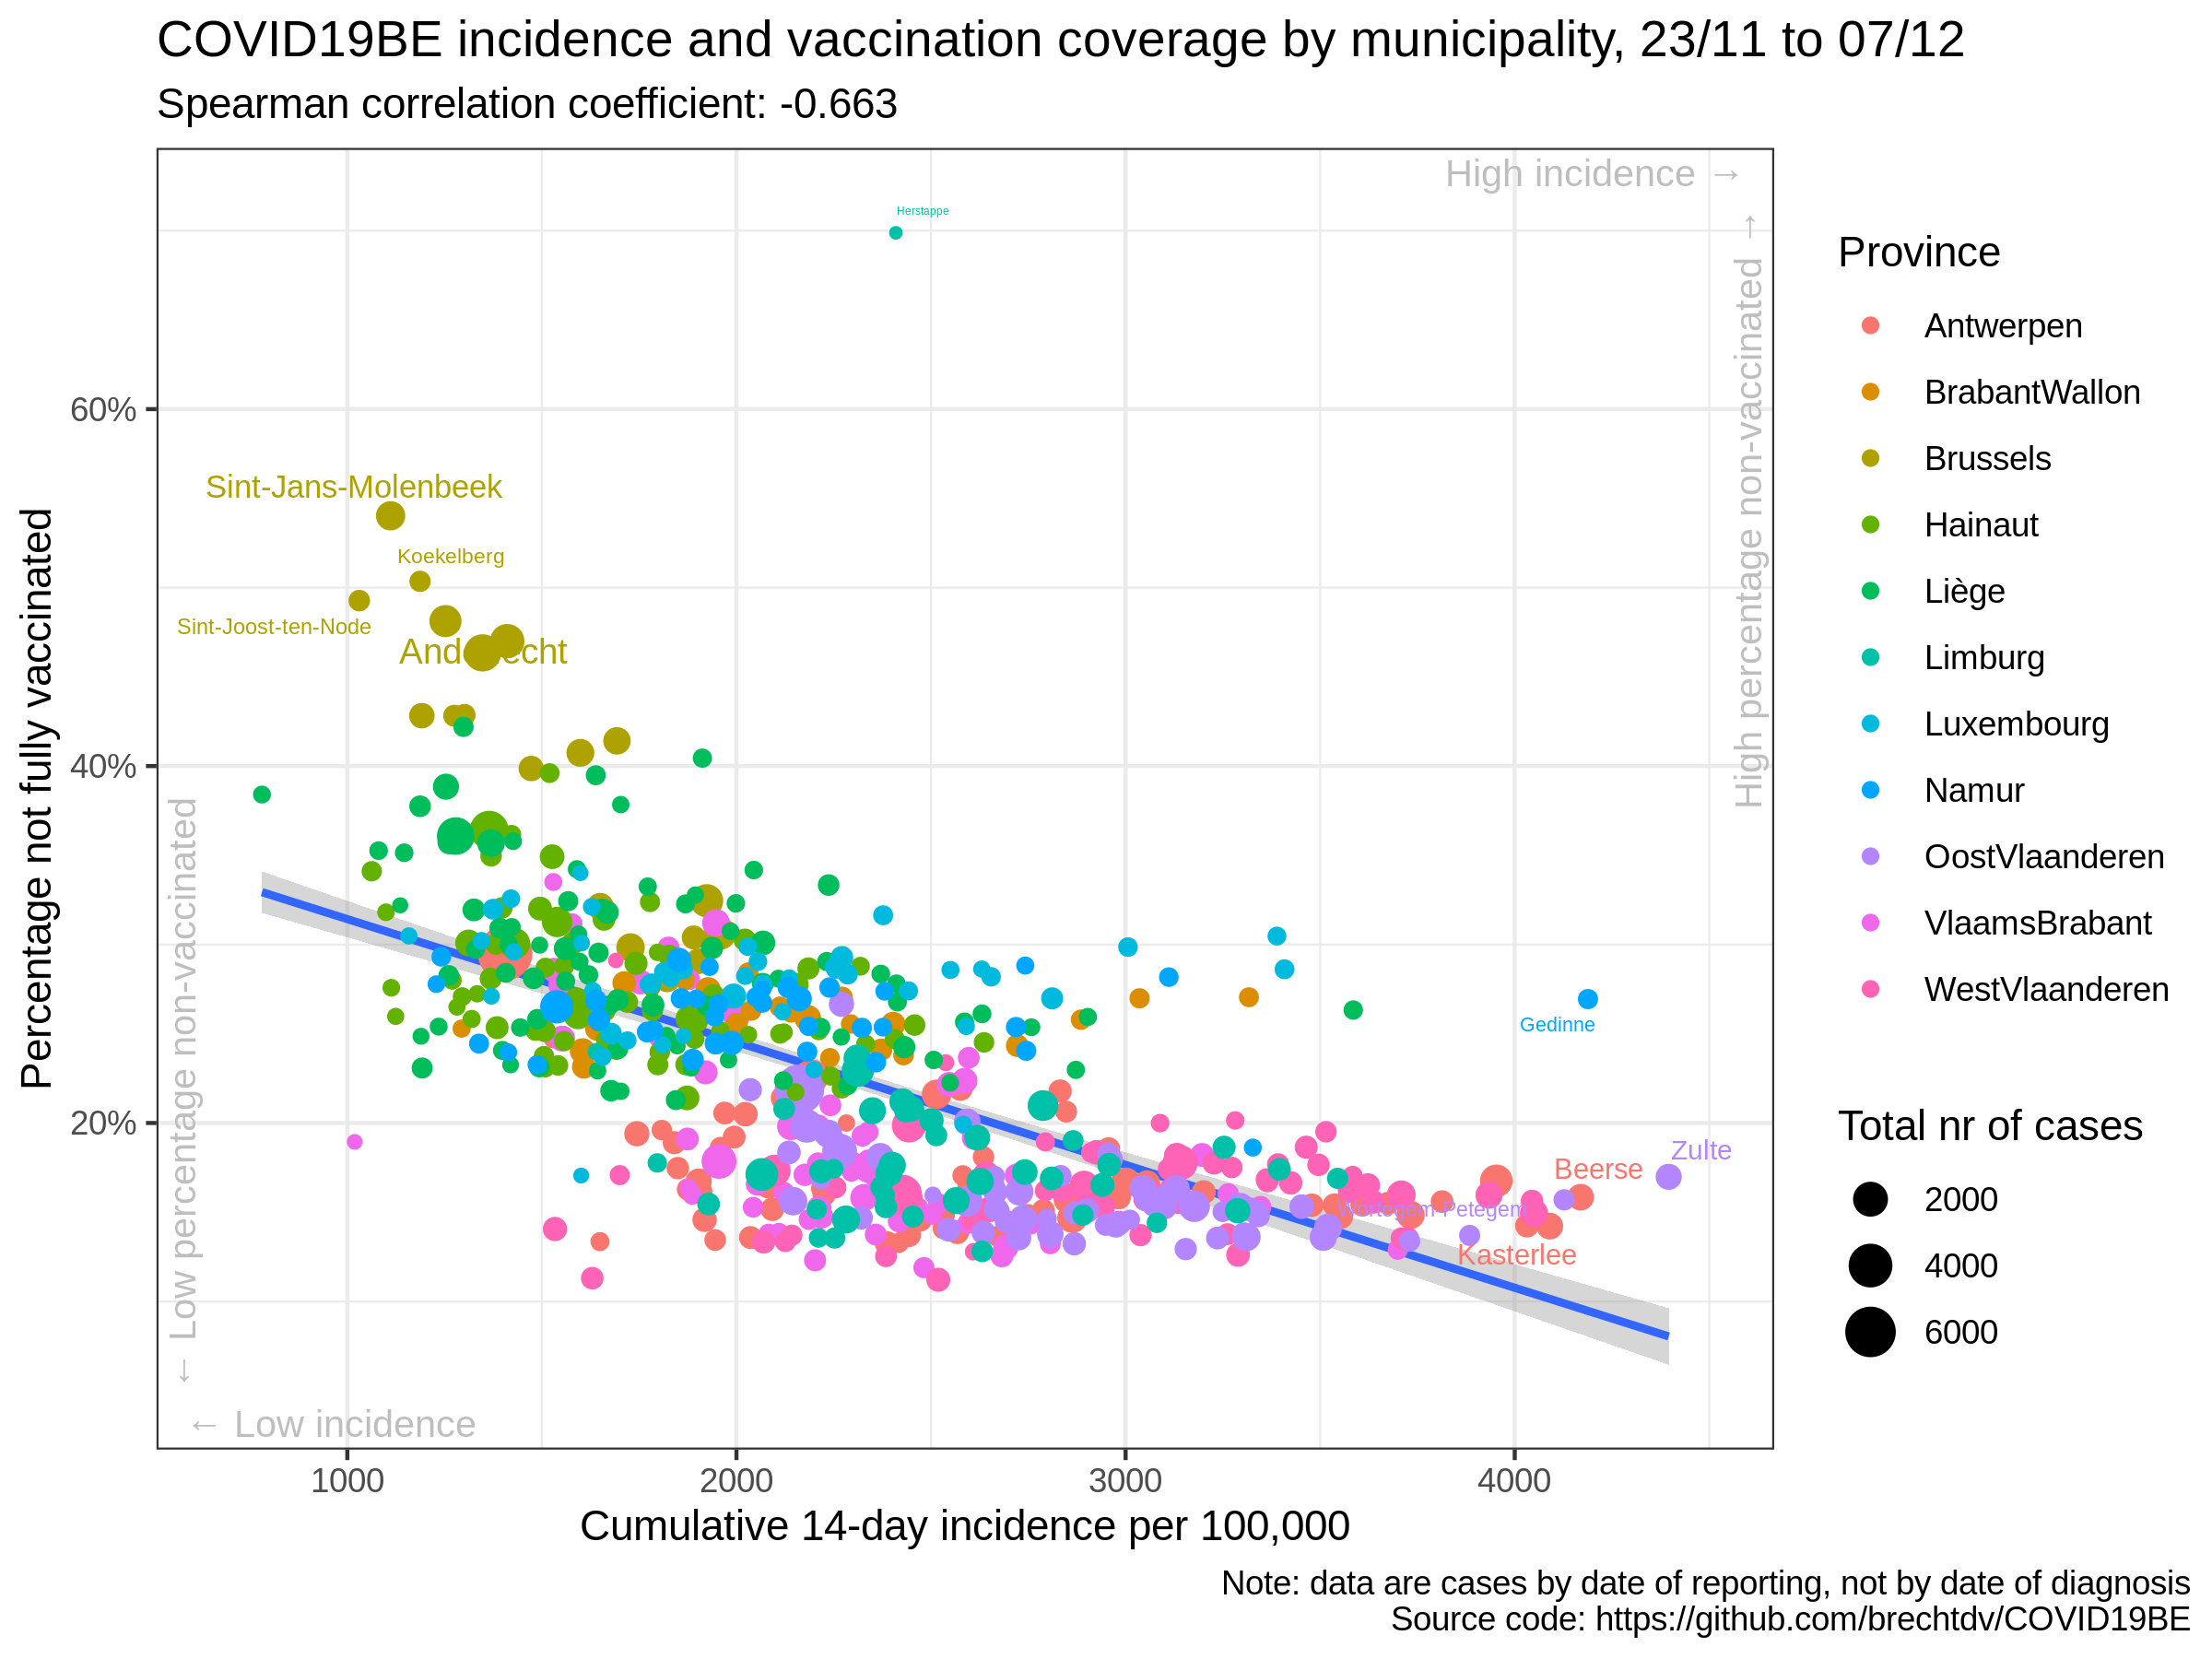 COVID19BE incidence and vaccination coverage by municipality, 23/11 to 07/12
Spearman correlation coefficient: -0.663
High incidence →
High percentage non-vaccinated →
Herstappe
Sint-Jans-Molenbeek
Koekelberg
Sint-Joost-ten-Node
Gedinne
Zulte
Beerse
Wortegem-Petegem
Kasterlee
← Low percentage non-vaccinated
← Low incidence
Percentage not fully vaccinated
60%
40%
20%
1000
2000
3000
4000
Cumulative 14-day incidence per 100,000
Province
Antwerpen
BrabantWallon
Brussels
Hainaut
Liège
Limburg
Luxembourg
Namur
OostVlaanderen
VlaamsBrabant
WestVlaanderen
Total nr of cases
2000
4000
6000
Note: data are cases by date of reporting, not by date of diagnosis
Source code: https://github.com/brechtdv/COVID19BE